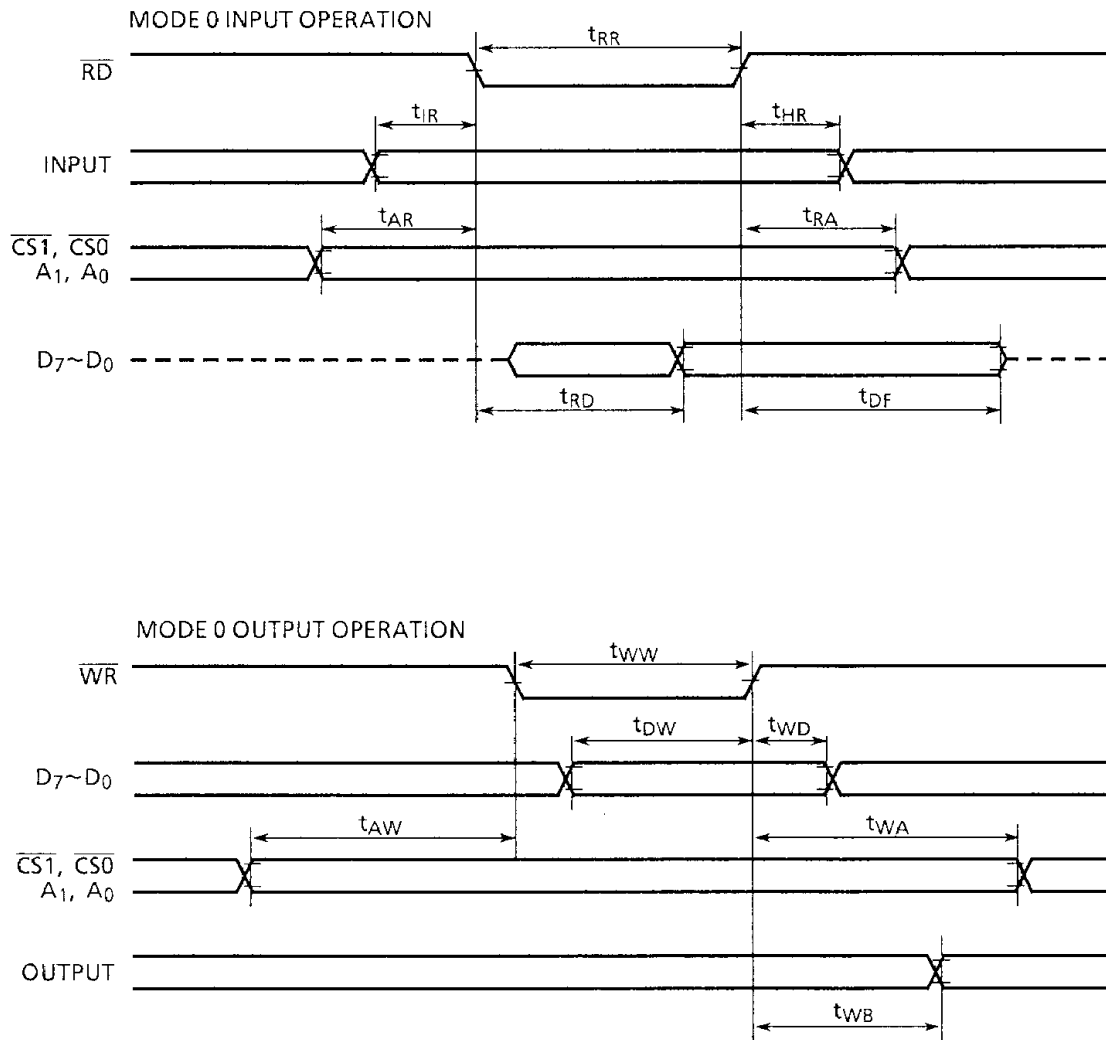 MODE 0 INPUT OPERATION
tRR
RD
tIR
tHR
INPUT
tAR
tRA
CS1, CS0
A1, A0
D7~D0
tRD
tDF
MODE 0 OUTPUT OPERATION
tWW
WR
tDW
tWD
D7~D0
tAW
tWA
CS1, CS0
A1, A0
OUTPUT
tWB